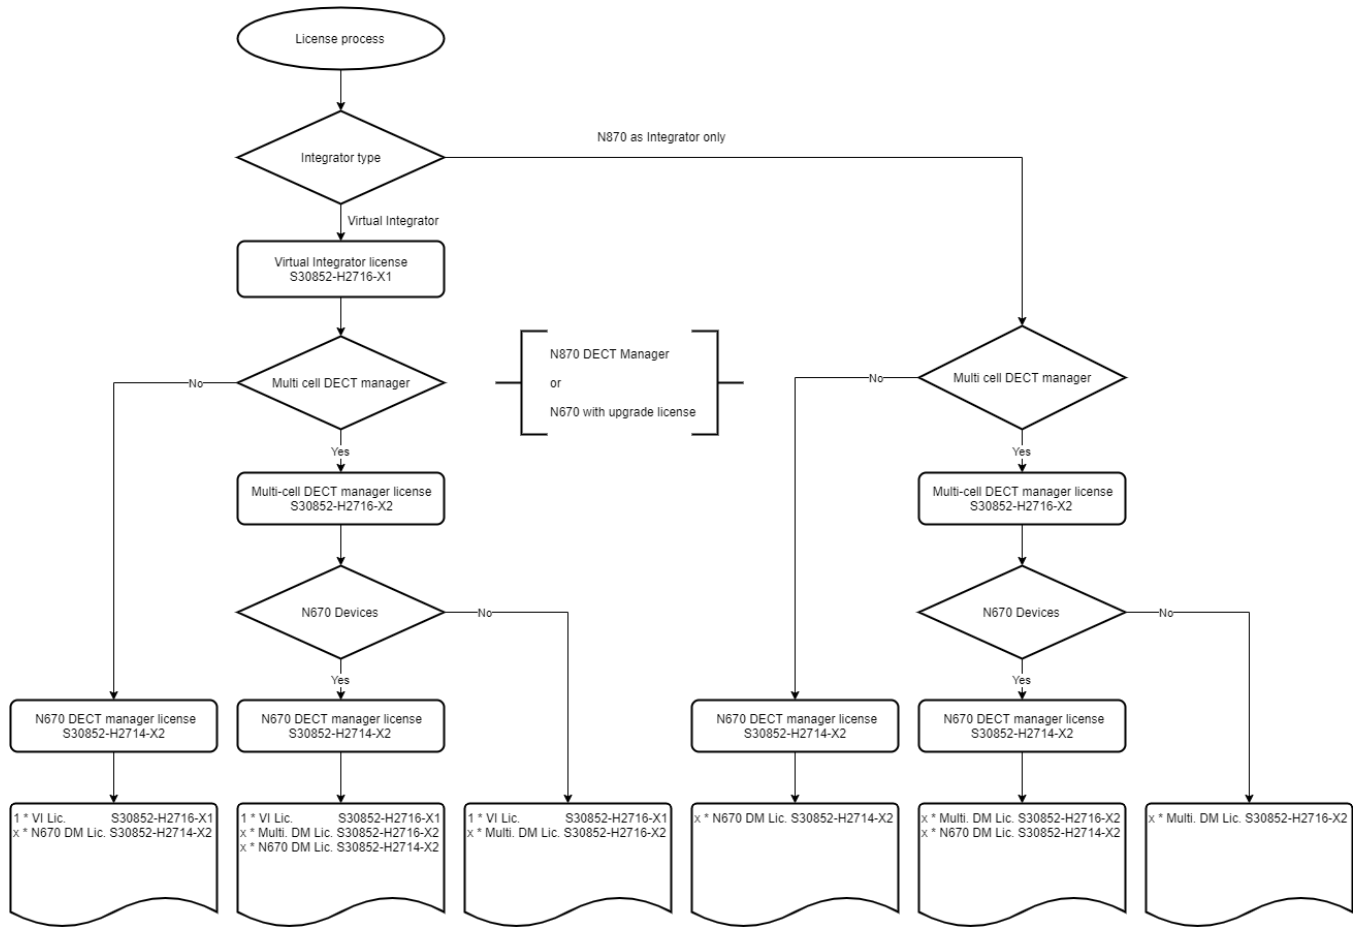 License process
Integrator type
N870 as Integrator only
Virtual Integrator
Virtual Integrator license
S30852-H2716-X1
Multi cell DECT manager
No
Yes
N870 DECT Manager
or
N670 with upgrade license
Multi cell DECT manager
No
Yes
Multi-cell DECT manager license
S30852-H2716-X2
Multi-cell DECT manager license
S30852-H2716-X2
N670 Devices
No
Yes
N670 Devices
No
Yes
N670 DECT manager license
S30852-H2714-X2
N670 DECT manager license
S30852-H2714-X2
N670 DECT manager license
S30852-H2714-X2
N670 DECT manager license
S30852-H2714-X2
1 * VI Lic. S30852-H2716-X1
x * N670 DM Lic. S30852-H2714-X2
1 * VI Lic. S30852-H2716-X1
x * Multi. DM Lic. S30852-H2716-X2
x * N670 DM Lic. S30852-H2714-X2
1 * VI Lic. S30852-H2716-X1
x * Multi. DM Lic. S30852-H2716-X2
x * N670 DM Lic. S30852-H2714-X2
x * Multi. DM Lic. S30852-H2716-X2
x * N670 DM Lic. S30852-H2714-X2
x * Multi. DM Lic. S30852-H2716-X2